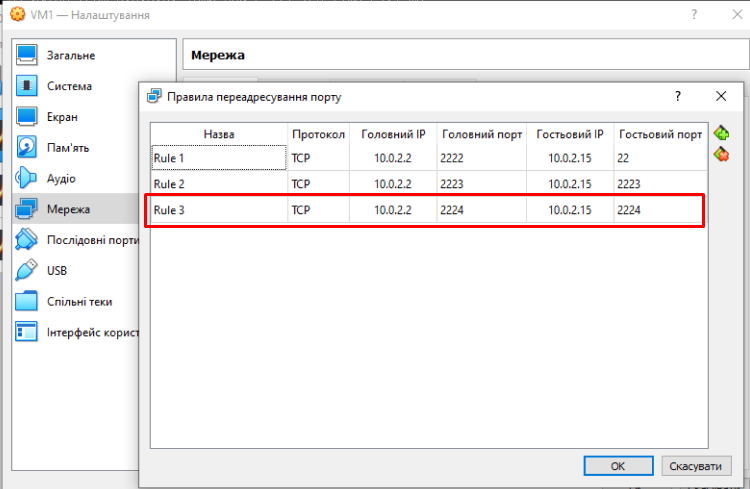 VM1 — Налаштування
?
Загальне
Система
Екран
Пам'ять
Аудіо
Мережа
Послідовні порти
USB
Спільні теки
Інтерфейс корист
Мережа
Правила переадресування порту
?
Назва Протокол Головний IP Головний порт Гостьовий IP Гостьовий порт
Rule 1 TCP 10.0.2.2 2222 10.0.2.15 22
Rule 2 TCP 10.0.2.2 2223 10.0.2.15 2223
Rule 3 TCP 10.0.2.2 2224 10.0.2.15 2224
OK Скасувати